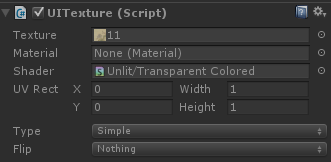 UITexture (Script)
Texture 11
Material None (Material)
Shader Unlit/Transparent Colored
UV Rect X 0 Width 1
Y 0 Height 1
Type Simple
Flip Nothing